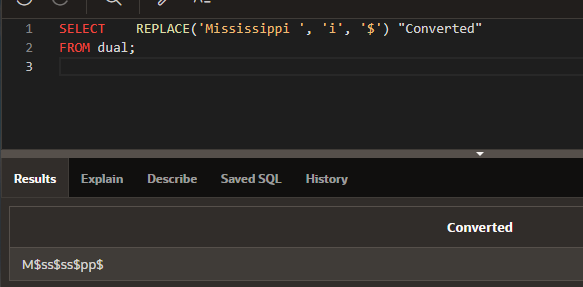 1 SELECT REPLACE('Mississippi ', 'i', '$') "Converted"
2 FROM dual;
3
Results Explain Describe Saved SQL History
Converted
M$ss$ss$pp$